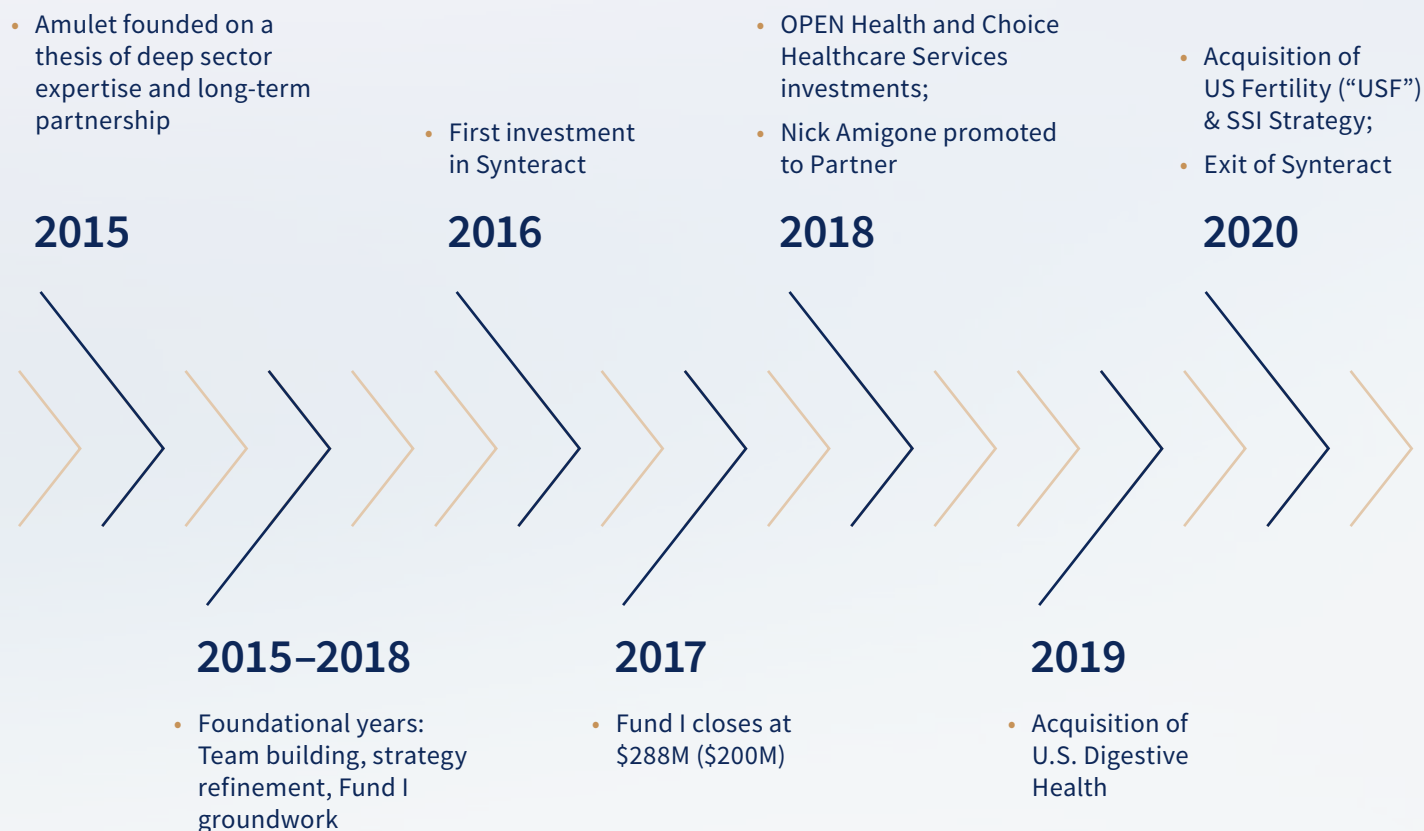 • Amulet founded on a
thesis of deep sector
expertise and long-term
partnership
2015
• First investment
in Synteract
2016
• OPEN Health and Choice
Healthcare Services
investments;
• Nick Amigone promoted
to Partner
2018
• Acquisition of
US Fertility (“USF”)
& SSI Strategy;
• Exit of Synteract
2020
2015–2018
• Foundational years:
Team building, strategy
refinement, Fund I
groundwork
2017
• Fund I closes at
$288M ($200M)
2019
• Acquisition of
U.S. Digestive
Health